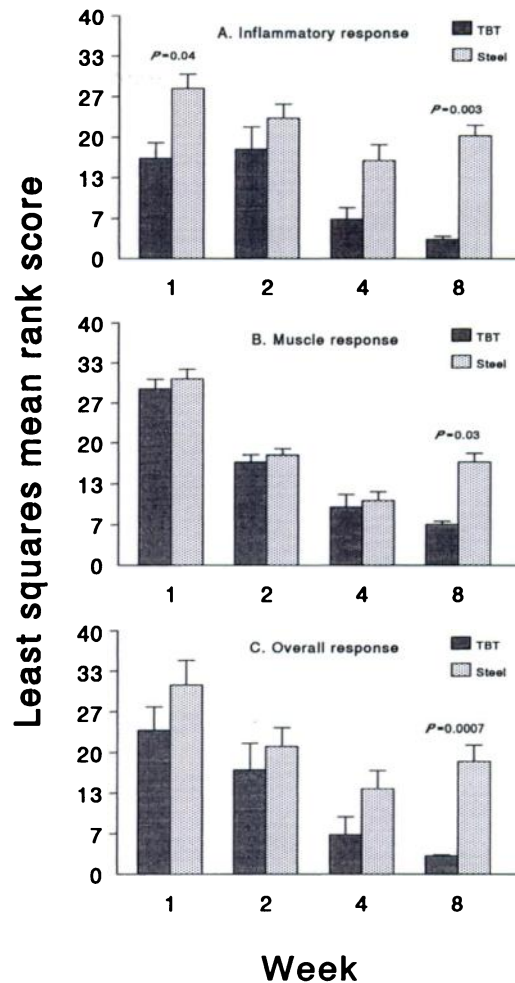 Least squares mean rank score
40
33
27
20
13
7
0
A. Inflammatory response
TBT
Steel
P=0.04
P=0.003
1 2 4 8
40
33
27
20
13
7
0
B. Muscle response
TBT
Steel
P=0.03
1 2 4 8
40
33
27
20
13
7
0
C. Overall response
TBT
Steel
P=0.0007
1 2 4 8
Week